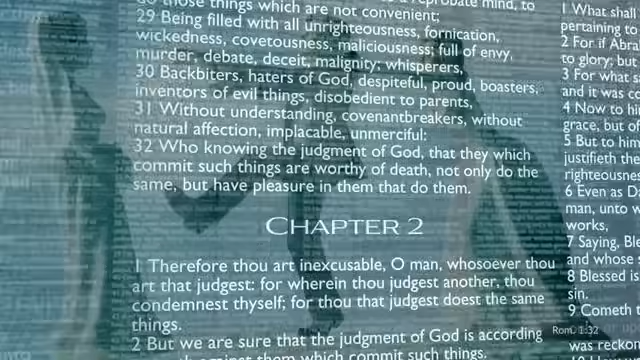 do those things which are not convenient;
29 Being filled with all unrighteousness, fornication,
wickedness, covetousness, maliciousness; full of envy,
murder, debate, deceit, malignity; whisperers,
30 Backbiters, haters of God, despiteful, proud, boasters,
inventors of evil things, disobedient to parents,
31 Without understanding, covenantbreakers, without
natural affection, implacable, unmerciful:
32 Who knowing the judgment of God, that they which
commit such things are worthy of death, not only do the
same, but have pleasure in them that do them.
CHAPTER 2
1 Therefore thou art inexcusable, O man, whosoever thou
art that judgest: for wherein thou judgest another, thou
condemnest thyself; for thou that judgest doest the same
things.
2 But we are sure that the judgment of God is according
against them which commit such things.
1 What shall
pertaining to
2 For if Abra
to glory; but
3 For what s
and it was co
4 Now to hi
grace, but of
5 But to him
justifieth the
righteousnes
6 Even as Da
man, unto w
works,
7 Saying, Ble
and whose s
8 Blessed is
sin.
9 Cometh t
Rom. 1:32
was reckon